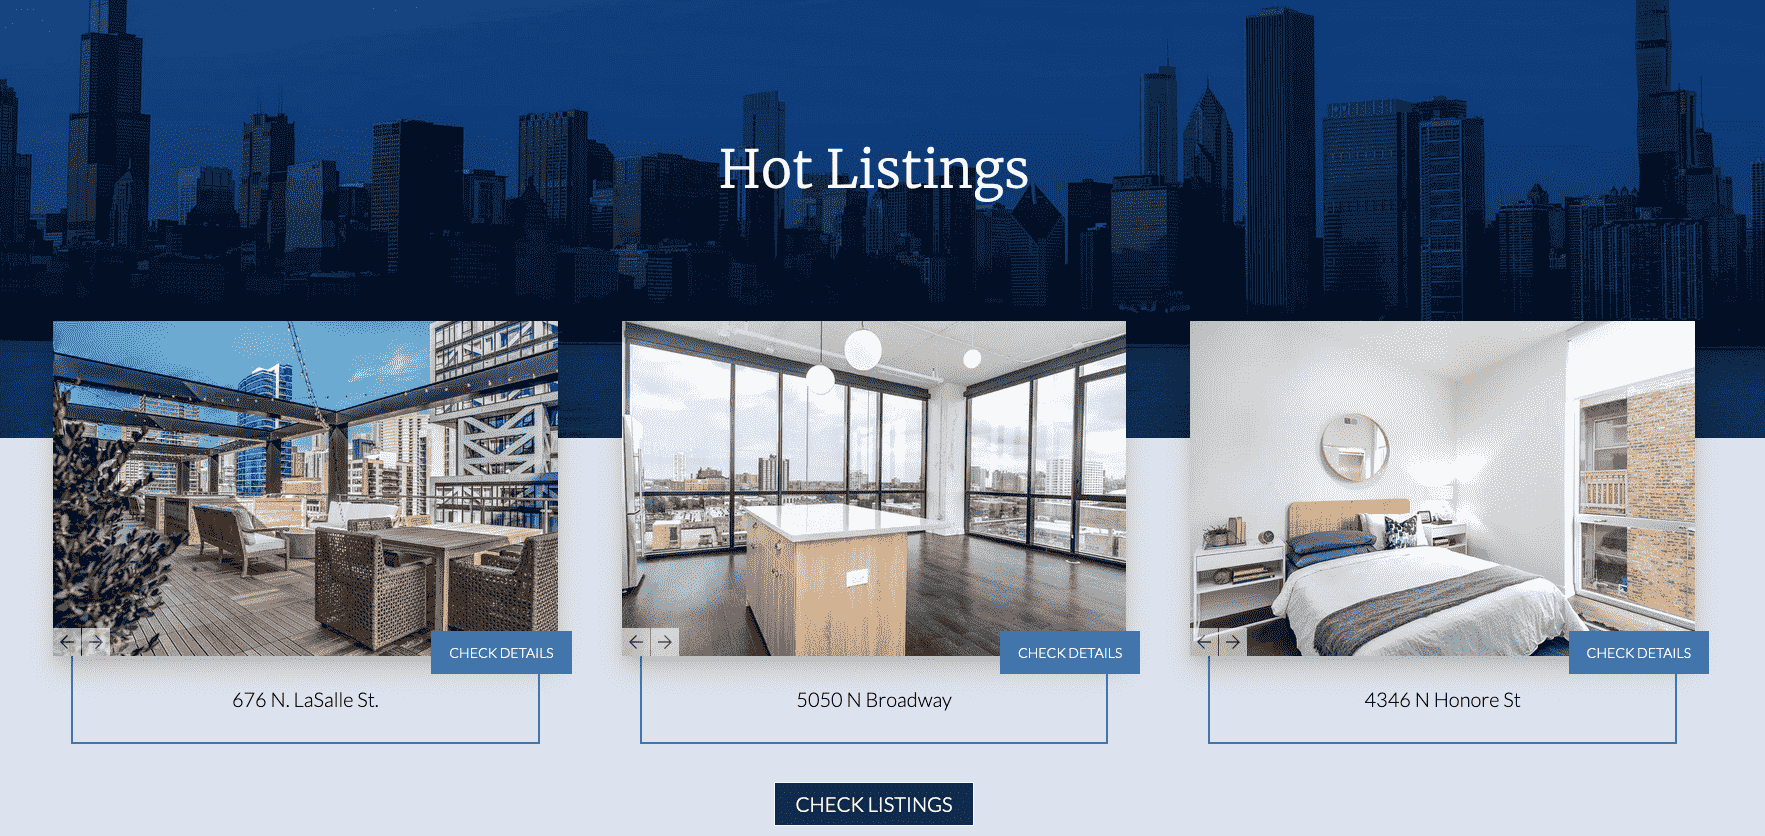 Hot Listings
CHECK DETAILS
CHECK DETAILS
CHECK DETAILS
676 N. LaSalle St.
5050 N Broadway
4346 N Honore St
CHECK LISTINGS